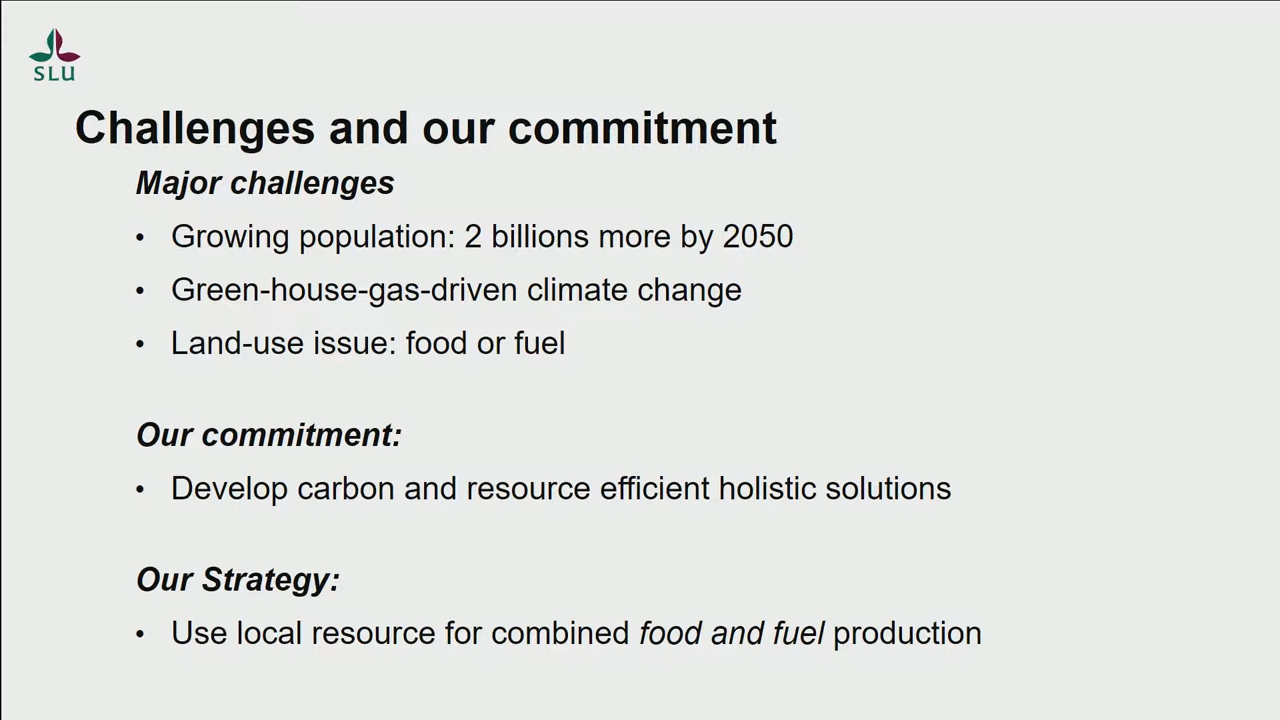 SLU
Challenges and our commitment
Major challenges
• Growing population: 2 billions more by 2050
• Green-house-gas-driven climate change
• Land-use issue: food or fuel
Our commitment:
• Develop carbon and resource efficient holistic solutions
Our Strategy:
• Use local resource for combined food and fuel production